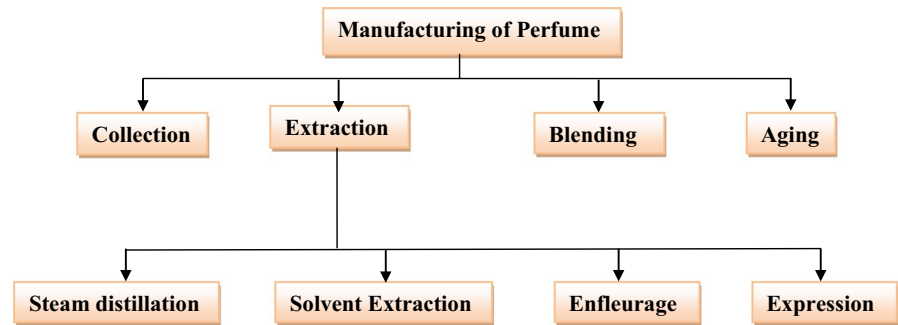 Manufacturing of Perfume
Collection
Extraction
Blending
Aging
Steam distillation
Solvent Extraction
Enfleurage
Expression